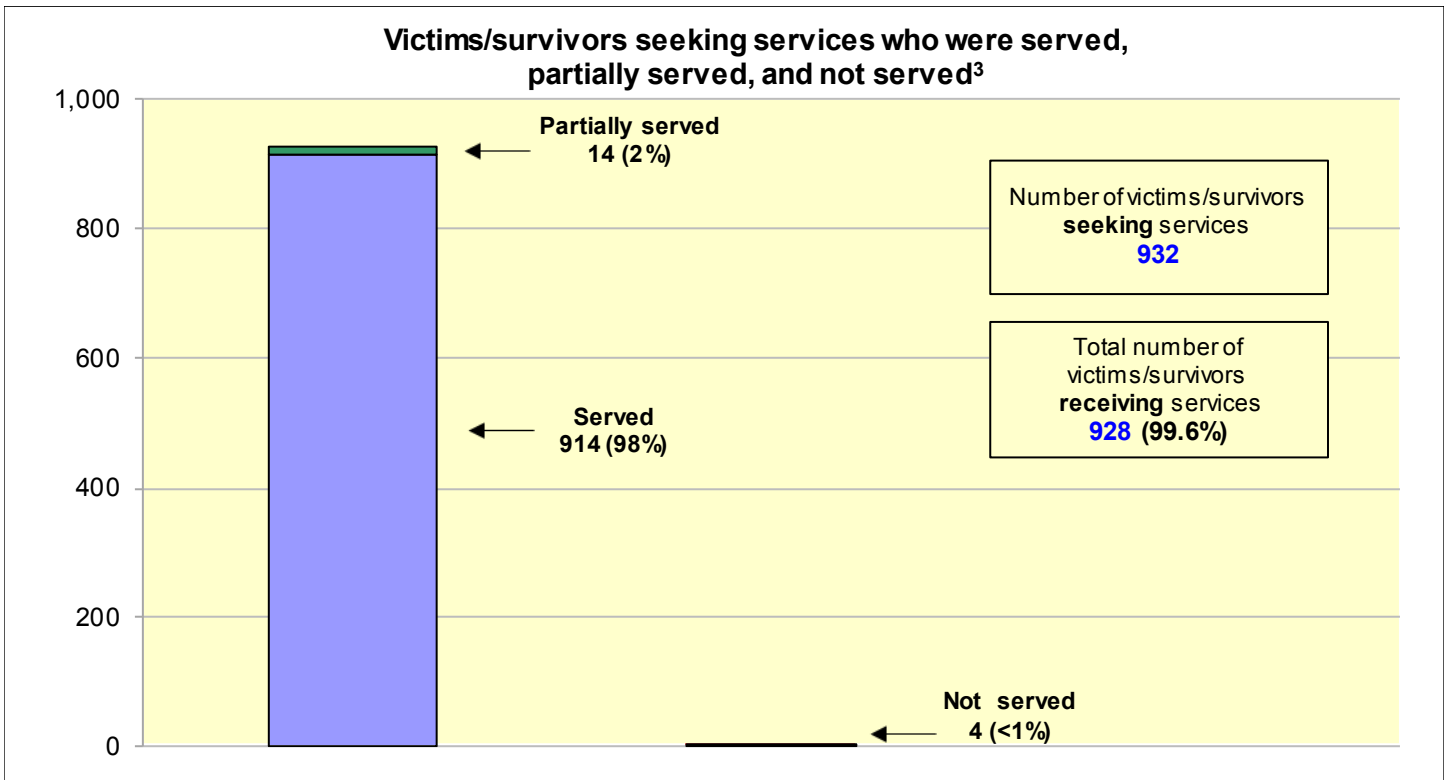 Victims/survivors seeking services who were served,
partially served, and not served³
1,000
800
600
400
200
0
Partially served
14 (2%)
Served
914 (98%)
Not served
4 (<1%)
Number of victims/survivors
seeking services
932
Total number of
victims/survivors
receiving services
928 (99.6%)